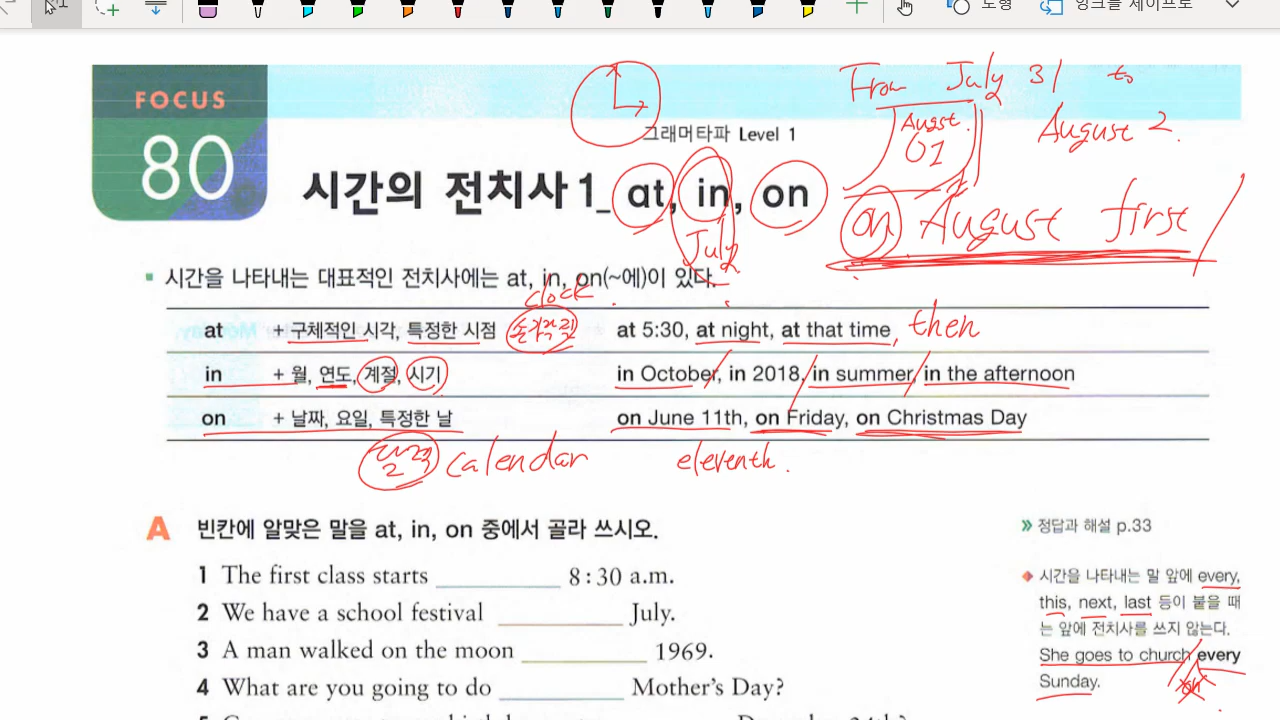 도형
잉크를 셰이프로
FOCUS
80
그래머타파 Level 1
시간의 전치사 1_ at, in, on
From July 31 to
August 2.
Augst.
01
on August first
July
■ 시간을 나타내는 대표적인 전치사에는 at, in, on(~에)이 있다.
clock
at + 구체적인 시각, 특정한 시점 at 5:30, at night, at that time, then
in + 월, 연도, 계절, 시기 in October, in 2018, in summer, in the afternoon
on + 날짜, 요일, 특정한 날 on June 11th, on Friday, on Christmas Day
달력 calendar eleventh.
A 빈칸에 알맞은 말을 at, in, on 중에서 골라 쓰시오.
1 The first class starts ________ 8:30 a.m.
2 We have a school festival ________ July.
3 A man walked on the moon ________ 1969.
4 What are you going to do ________ Mother's Day?
» 정답과 해설 p.33
◆ 시간을 나타내는 말 앞에 every,
this, next, last 등이 붙을 때
는 앞에 전치사를 쓰지 않는다.
She goes to church every
Sunday.
on